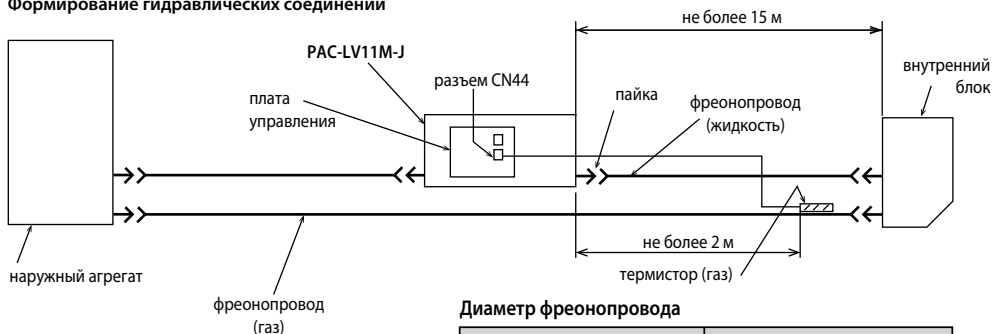 Формирование гидравлических соединений
не более 15 м
PAC-LV11M-J
разъем CN44
внутренний
блок
плата
управления
пайка
фреонопровод
(жидкость)
не более 2 м
наружный агрегат
термистор (газ)
фреонопровод
(газ)
Диаметр фреонопровода